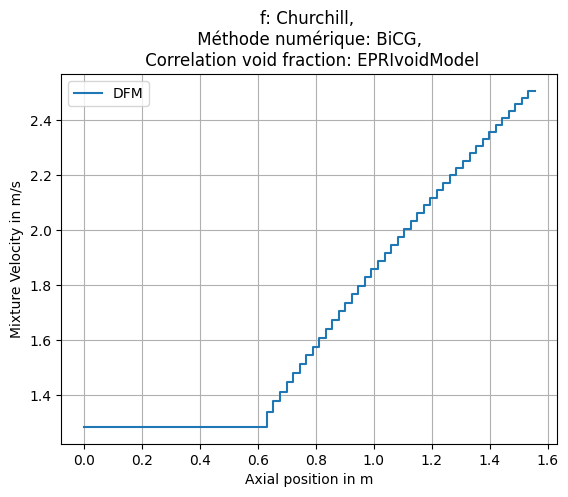 f: Churchill,
Méthode numérique: BiCG,
Correlation void fraction: EPRIvoidModel
DFM
2.4
2.2
2.0
1.8
1.6
1.4
Mixture Velocity in m/s
0.0 0.2 0.4 0.6 0.8 1.0 1.2 1.4 1.6
Axial position in m